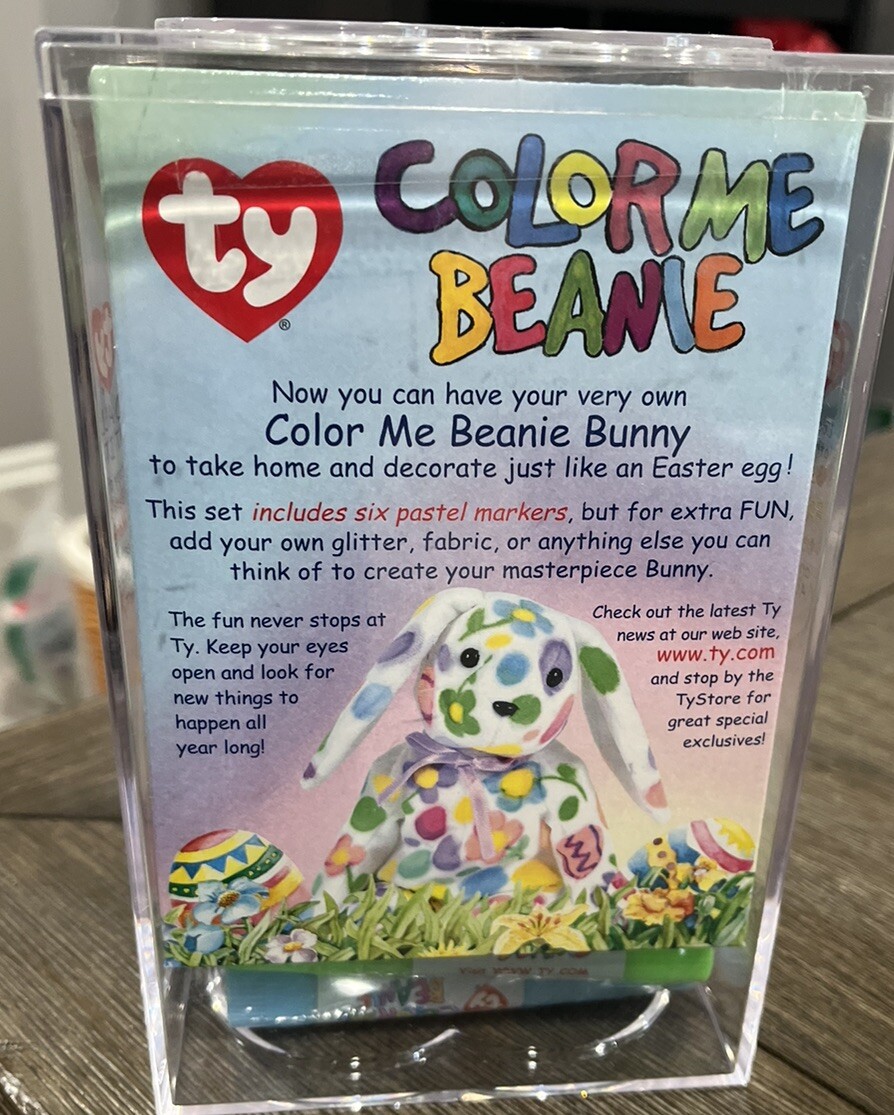 ty
®
COLOR ME
BEANIE
Now you can have your very own
Color Me Beanie Bunny
to take home and decorate just like an Easter egg!
This set includes six pastel markers, but for extra FUN,
add your own glitter, fabric, or anything else you can
think of to create your masterpiece Bunny.
The fun never stops at
Ty. Keep your eyes
open and look for
new things to
happen all
year long!
Check out the latest Ty
news at our web site,
www.ty.com
and stop by the
TyStore for
great special
exclusives!